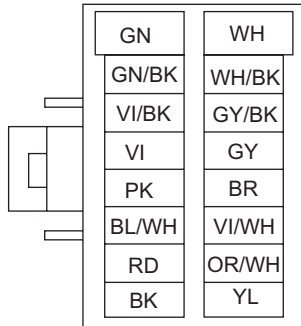 GN WH
GN/BK WH/BK
VI/BK GY/BK
VI GY
PK BR
BL/WH VI/WH
RD OR/WH
BK YL